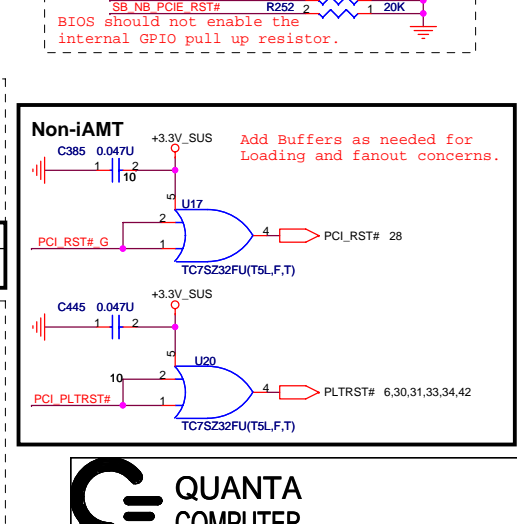 SB_NB_PCIE_RST# R252 2 1 20K
BIOS should not enable the
internal GPIO pull up resistor.
Non-iAMT
+3.3V_SUS
Add Buffers as needed for
Loading and fanout concerns.
C385 0.047U
1 2
10
5
U17
2
4
PCI_RST# 28
PCI_RST#_G
1
TC7SZ32FU(T5L,F,T)
+3.3V_SUS
C445 0.047U
1 2
5
U20
10
2
4
PLTRST# 6,30,31,33,34,42
PCI_PLTRST#
1
TC7SZ32FU(T5L,F,T)
QUANTA
COMPUTER